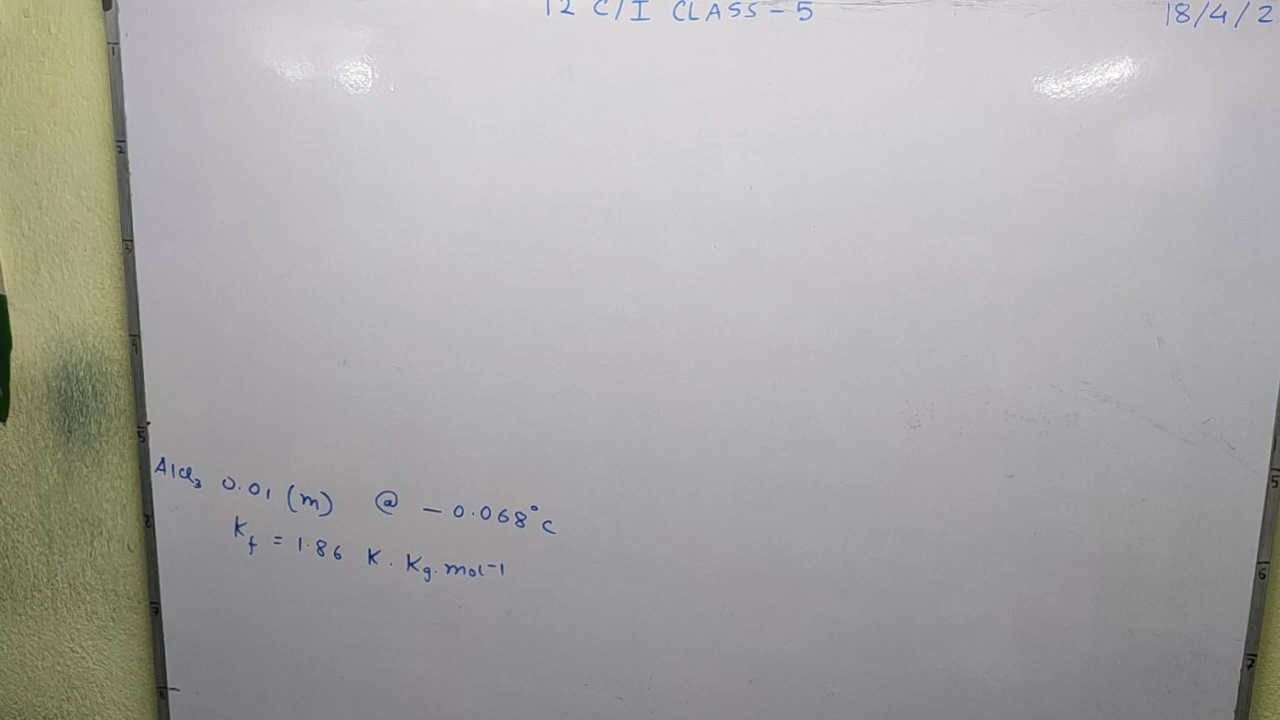 12 C/I CLASS-5
18/4/2
AlCl₃ 0.01 (m) @ - 0.068°C
Kf = 1.86 K. Kg. mol-1